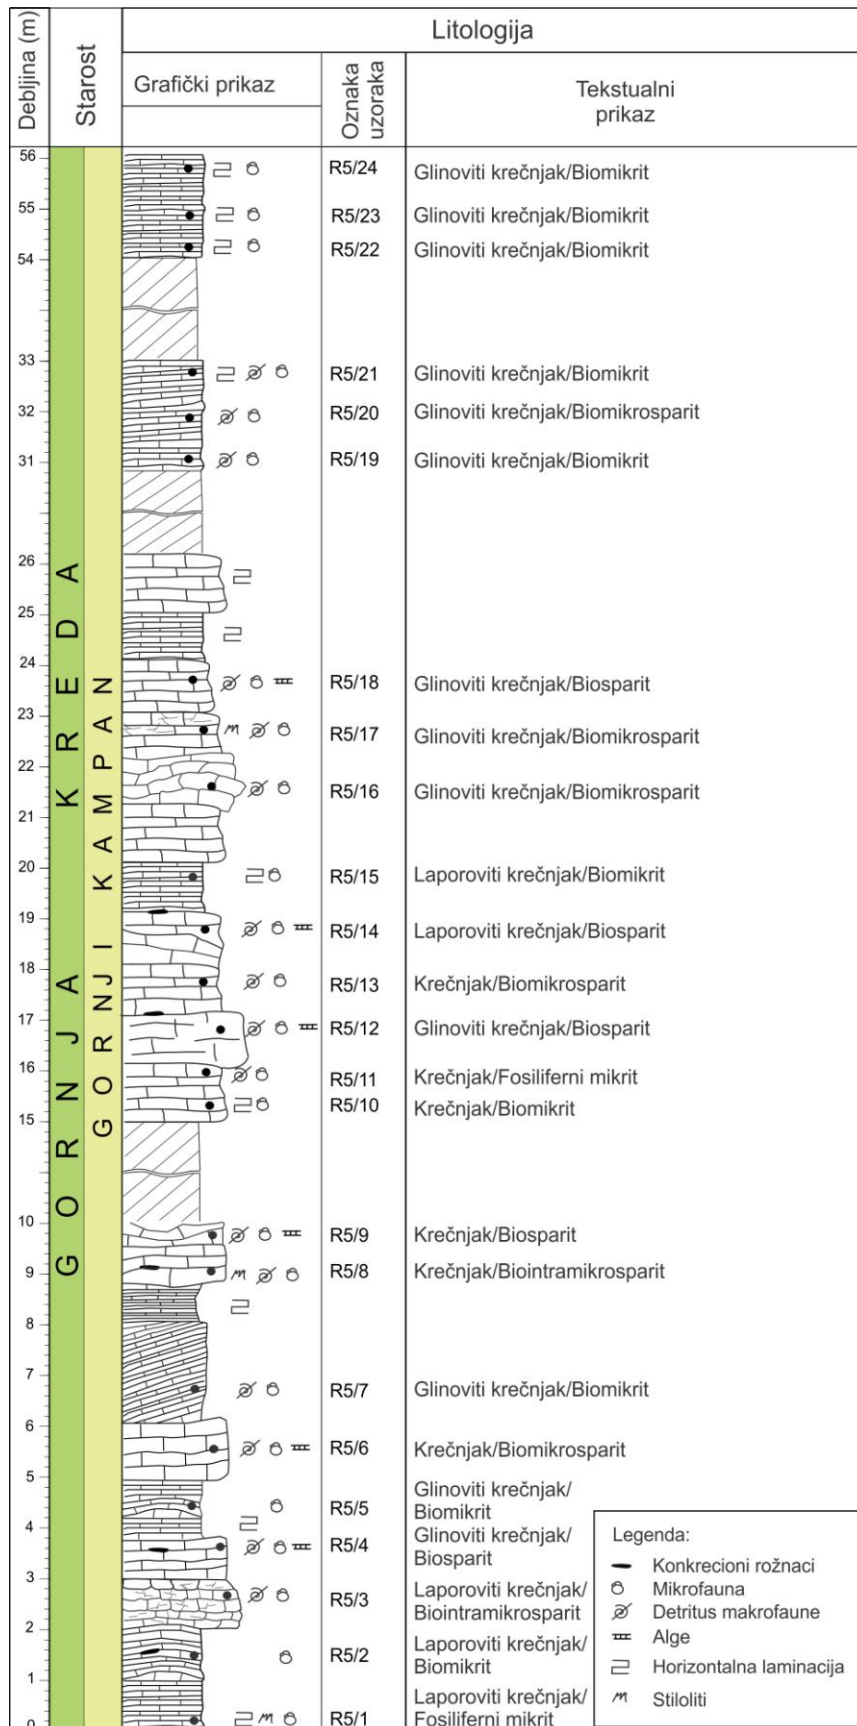 Debljina (m)
Starost
Litologija
Grafički prikaz
Oznaka
uzoraka
Tekstualni
prikaz
GORNJA KREDA
GORNJI KAMPAN
56
R5/24 Glinoviti krečnjak/Biomikrit
55
R5/23 Glinoviti krečnjak/Biomikrit
R5/22 Glinoviti krečnjak/Biomikrit
54
33
R5/21 Glinoviti krečnjak/Biomikrit
32 R5/20 Glinoviti krečnjak/Biomikrosparit
31 R5/19 Glinoviti krečnjak/Biomikrit
26
25
24
R5/18 Glinoviti krečnjak/Biosparit
23
R5/17 Glinoviti krečnjak/Biomikrosparit
22
R5/16 Glinoviti krečnjak/Biomikrosparit
21
20
R5/15 Laporoviti krečnjak/Biomikrit
19
R5/14 Laporoviti krečnjak/Biosparit
18
R5/13 Krečnjak/Biomikrosparit
17
R5/12 Glinoviti krečnjak/Biosparit
16
R5/11 Krečnjak/Fosiliferni mikrit
R5/10 Krečnjak/Biomikrit
15
10
R5/9 Krečnjak/Biosparit
9 R5/8 Krečnjak/Biointramikrosparit
8
7
R5/7 Glinoviti krečnjak/Biomikrit
6
R5/6 Krečnjak/Biomikrosparit
5
Glinoviti krečnjak/
R5/5 Biomikrit
4
Glinoviti krečnjak/
R5/4 Biosparit
3
Laporoviti krečnjak/
R5/3 Biointramikrosparit
2
Laporoviti krečnjak/
R5/2 Biomikrit
1
Laporoviti krečnjak/
0 R5/1 Fosiliferni mikrit
Legenda:
Konkrecioni rožnaci
Mikrofauna
Detritus makrofaune
Alge
Horizontalna laminacija
Stiloliti